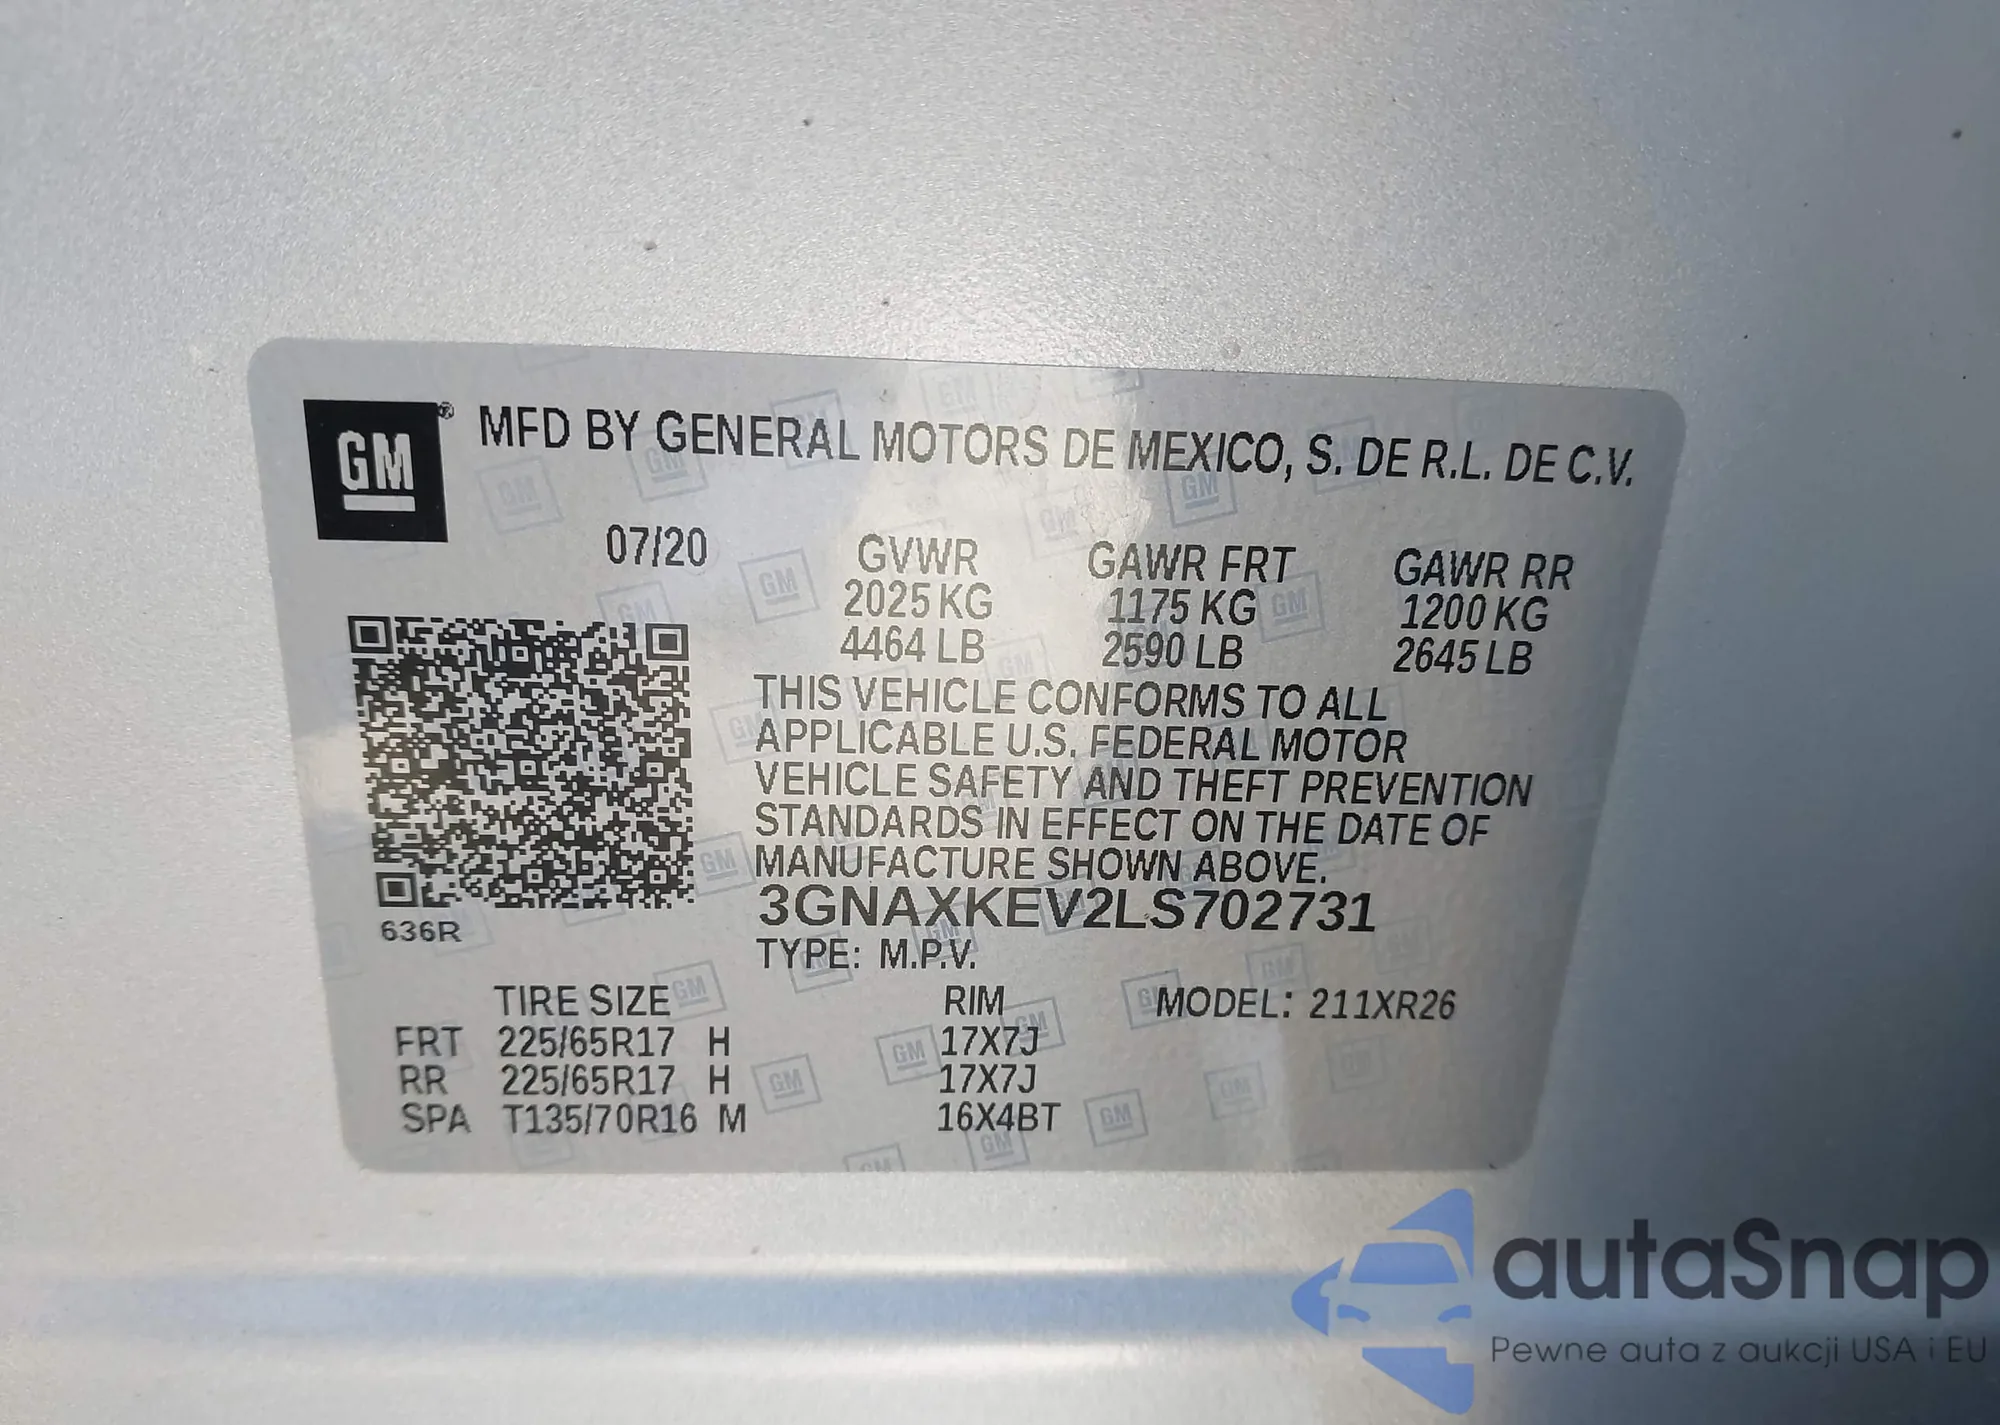 GM® MFD BY GENERAL MOTORS DE MEXICO, S. DE R.L. DE C.V.
07/20 GVWR GAWR FRT GAWR RR
2025 KG 1175 KG 1200 KG
4464 LB 2590 LB 2645 LB
THIS VEHICLE CONFORMS TO ALL
APPLICABLE U.S. FEDERAL MOTOR
VEHICLE SAFETY AND THEFT PREVENTION
STANDARDS IN EFFECT ON THE DATE OF
MANUFACTURE SHOWN ABOVE.
3GNAXKEV2LS702731
636R
TYPE: M.P.V.
TIRE SIZE RIM MODEL: 211XR26
FRT 225/65R17 H 17X7J
RR 225/65R17 H 17X7J
SPA T135/70R16 M 16X4BT
autaSnap
Pewne auta z aukcji USA i EU